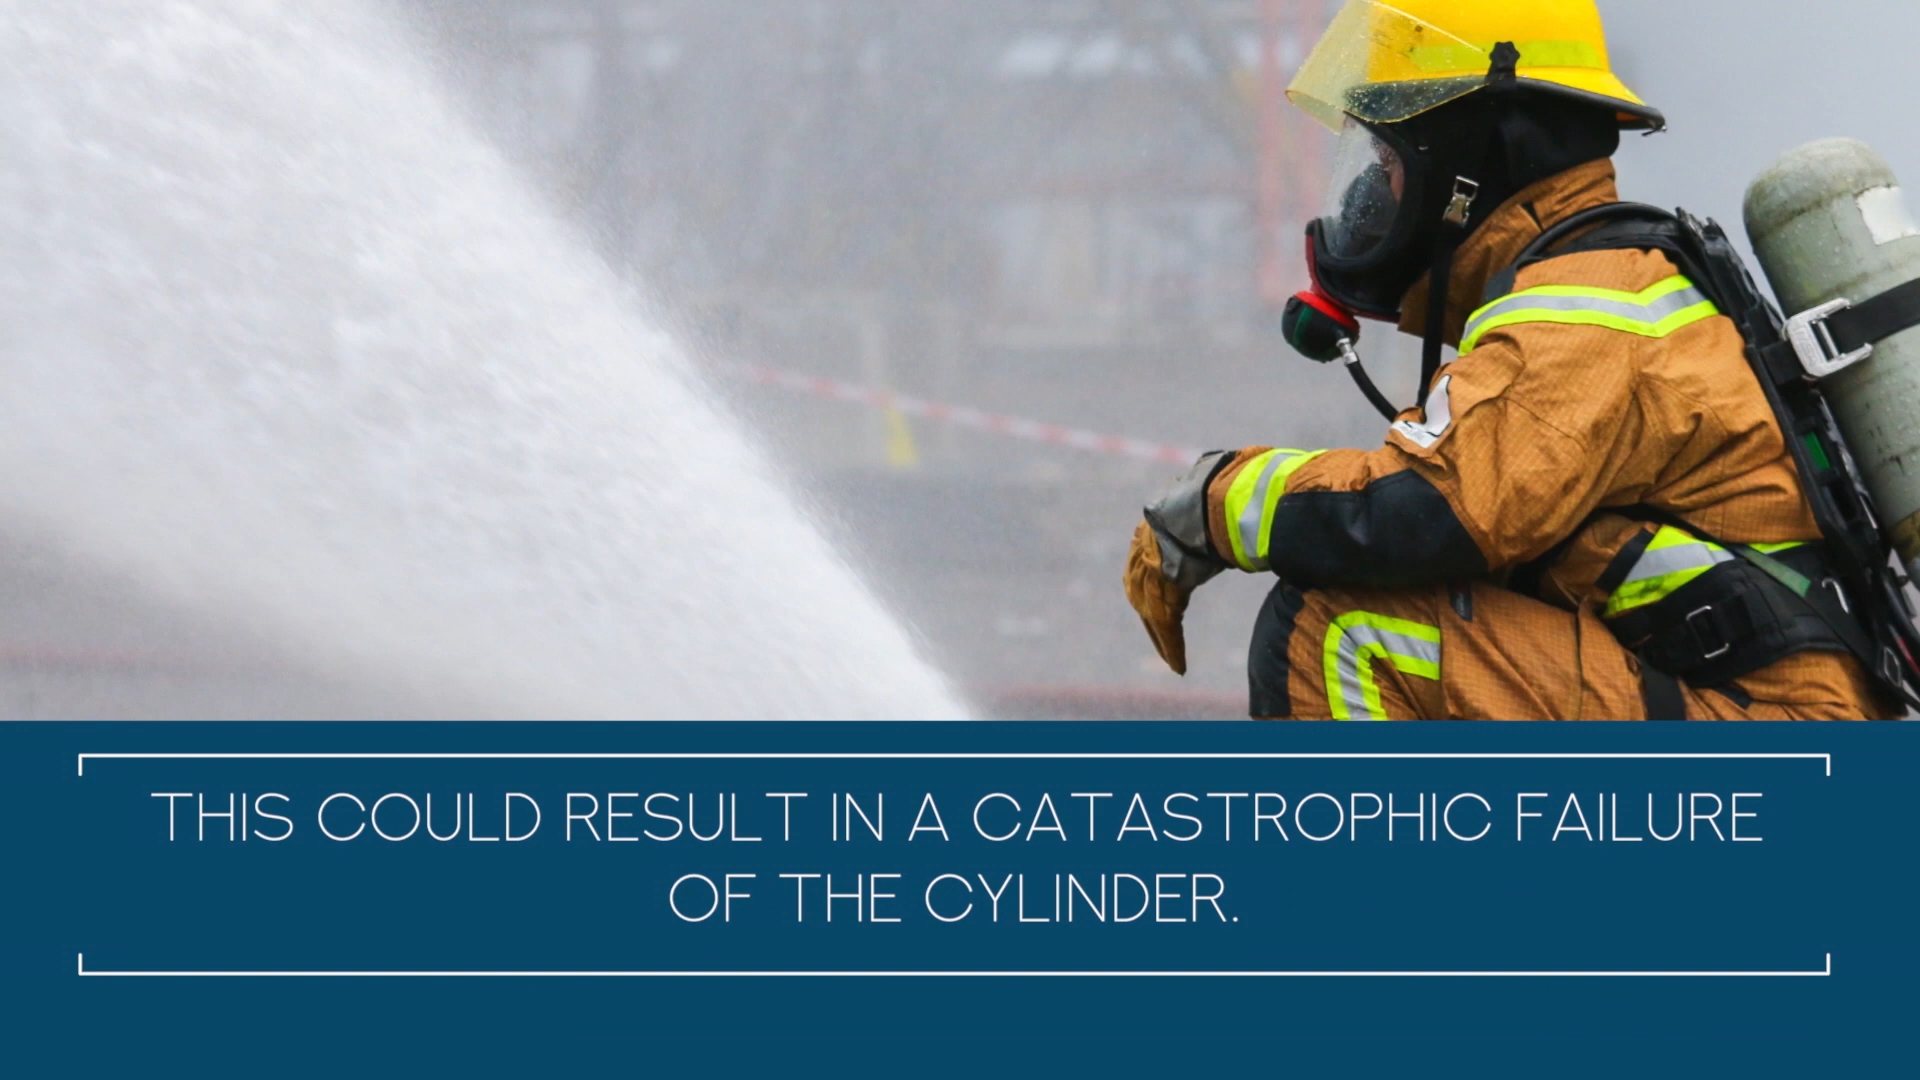 THIS COULD RESULT IN A CATASTROPHIC FAILURE
OF THE CYLINDER.